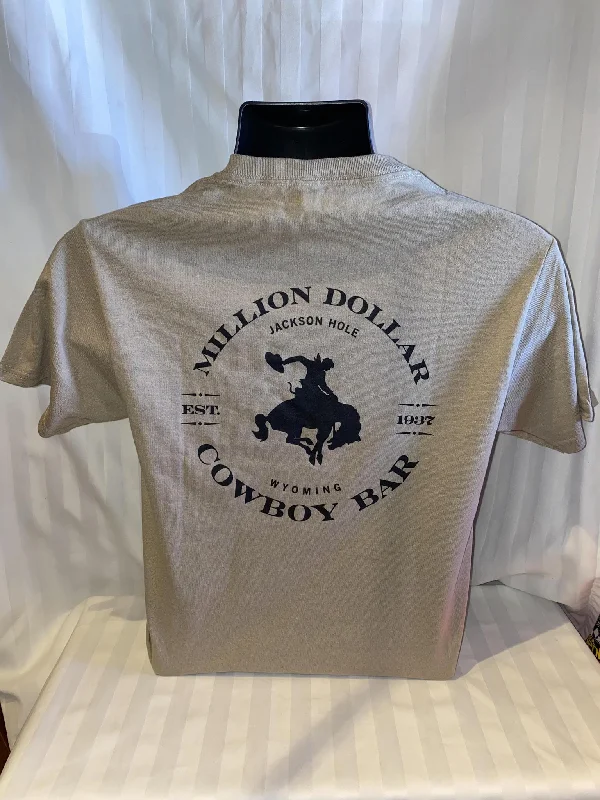 MILLION DOLLAR
JACKSON HOLE
EST. 1937
WYOMING
COWBOY BAR